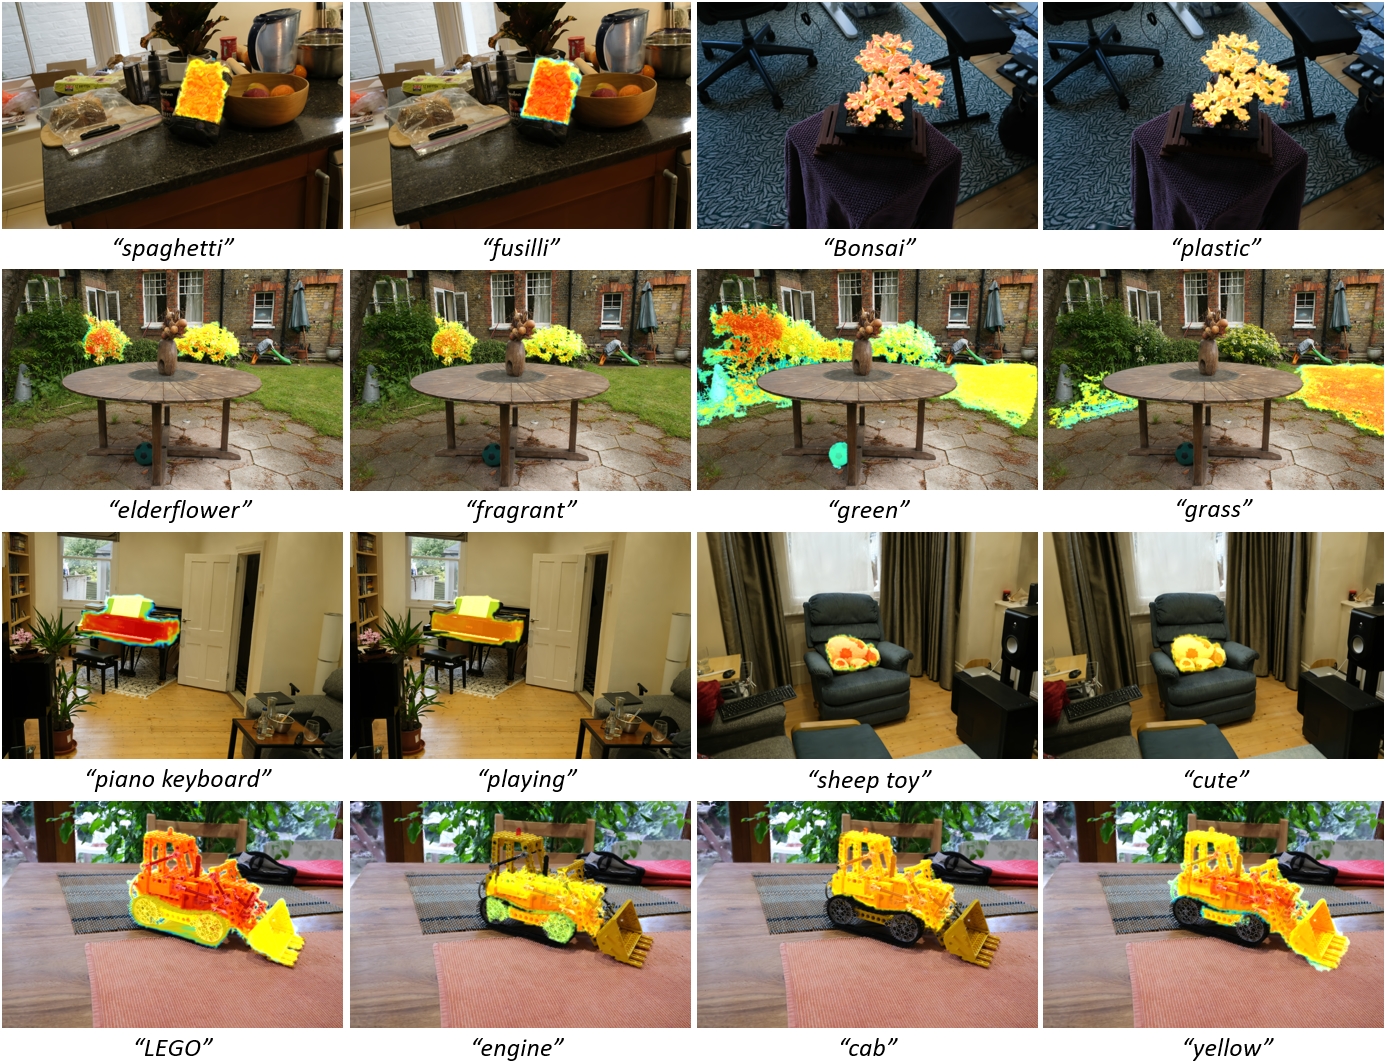 “spaghetti”
“fusilli”
“Bonsai”
“plastic”
“elderflower”
“fragrant”
“green”
“grass”
“piano keyboard”
“playing”
“sheep toy”
“cute”
“LEGO”
“engine”
“cab”
“yellow”